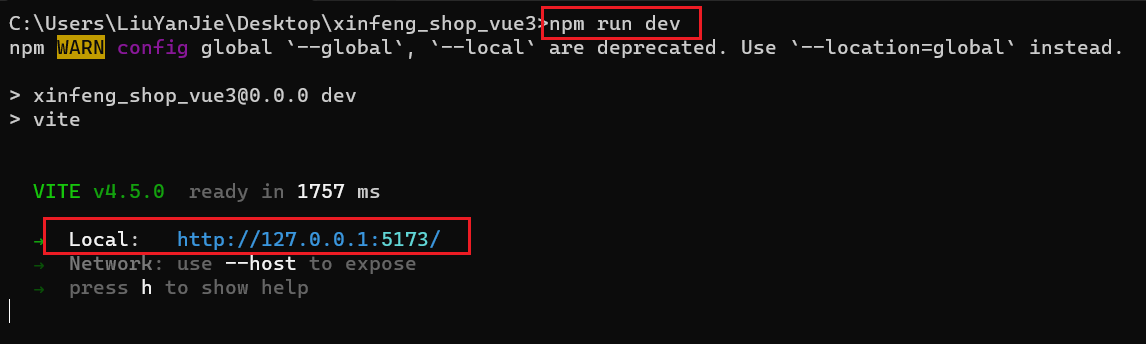 C:\Users\LiuYanJie\Desktop\xinfeng_shop_vue3>npm run dev
npm WARN config global `--global`, `--local` are deprecated. Use `--location=global` instead.
> xinfeng_shop_vue3@0.0.0 dev
> vite
VITE v4.5.0  ready in 1757 ms
→  Local:   http://127.0.0.1:5173/
→  Network: use --host to expose
→  press h to show help